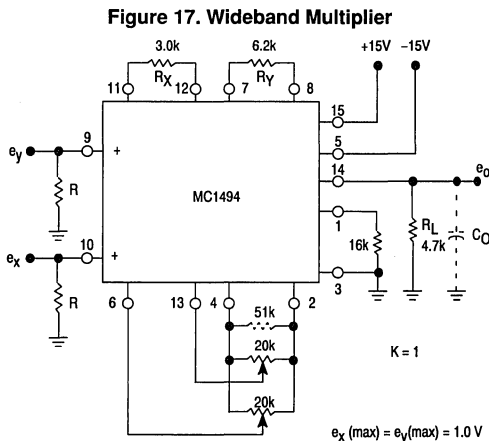 Figure 17. Wideband Multiplier
3.0k
6.2k
+15V
−15V
RX
RY
11
12
7
8
15
5
ey
9
+
14
eo
R
MC1494
1
RL
4.7k
CO
16k
ex
10
+
3
R
6
13
4
2
51k
20k
K = 1
20k
ex (max) = ey(max) = 1.0 V